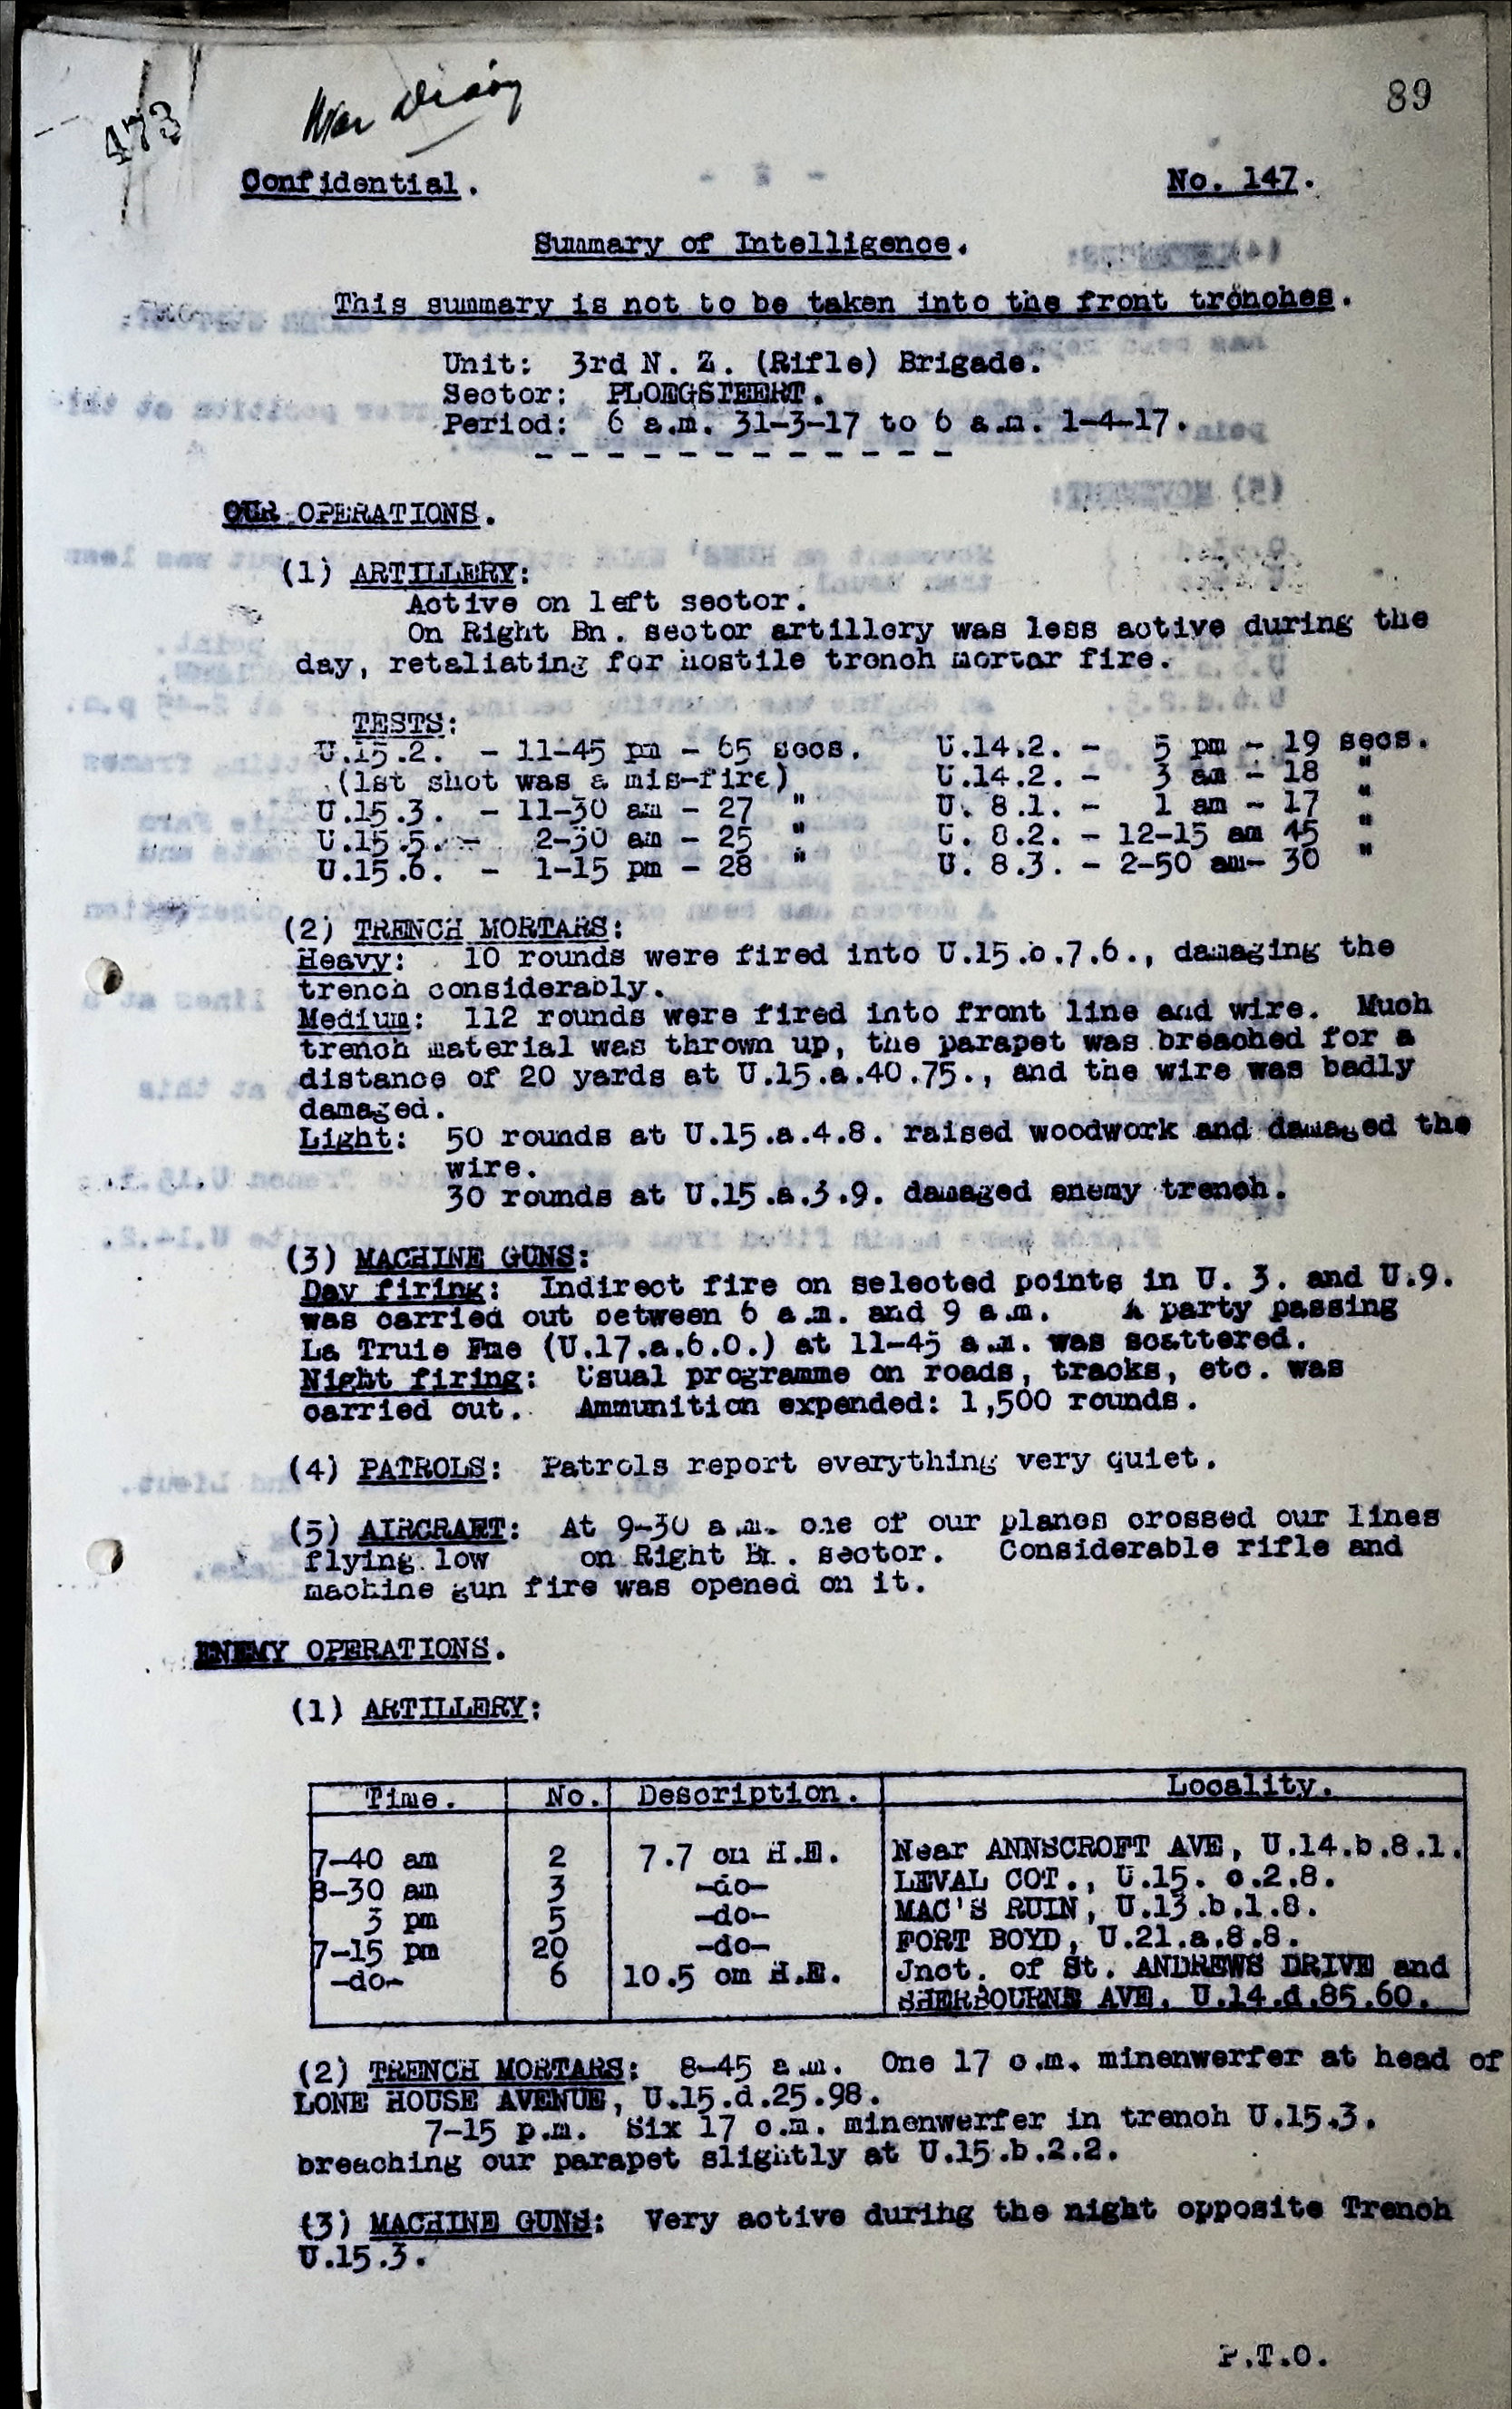 89
473
War Diary
Confidential. No. 147.
Summary of Intelligence.
This summary is not to be taken into the front trenches.
Unit: 3rd N. Z. (Rifle) Brigade.
Sector: PLOEGSTEERT.
Period: 6 a.m. 31-3-17 to 6 a.m. 1-4-17.
- - - - - - - - - - - -
OUR OPERATIONS.
(1) ARTILLERY:
Active on left sector.
On Right Bn. sector artillery was less active during the
day, retaliating for hostile trench mortar fire.
TESTS:
U.15.2. - 11-45 pm - 65 secs. U.14.2. - 5 pm - 19 secs.
(1st shot was a mis-fire) U.14.2. - 3 am - 18 "
U.15.3. - 11-30 am - 27 " U. 8.1. - 1 am - 17 "
U.15.5. - 2-30 am - 25 " U. 8.2. - 12-15 am 45 "
U.15.6. - 1-15 pm - 28 " U. 8.3. - 2-50 am- 30 "
(2) TRENCH MORTARS:
Heavy: 10 rounds were fired into U.15.c.7.6., damaging the
trench considerably.
Medium: 112 rounds were fired into front line and wire. Much
trench material was thrown up, the parapet was breached for a
distance of 20 yards at U.15.a.40.75., and the wire was badly
damaged.
Light: 50 rounds at U.15.a.4.8. raised woodwork and damaged the
wire.
30 rounds at U.15.a.3.9. damaged enemy trench.
(3) MACHINE GUNS:
Day firing: Indirect fire on selected points in U. 3. and U.9.
was carried out between 6 a.m. and 9 a.m. A party passing
La Truie Fme (U.17.a.6.0.) at 11-45 a.m. was scattered.
Night firing: Usual programme on roads, tracks, etc. was
carried out. Ammunition expended: 1,500 rounds.
(4) PATROLS: Patrols report everything very quiet.
(5) AIRCRAFT: At 9-30 a.m. one of our planes crossed our lines
flying low on Right Bn. sector. Considerable rifle and
machine gun fire was opened on it.
ENEMY OPERATIONS.
(1) ARTILLERY:
Time. No. Description. Locality.
7-40 am 2 7.7 cm H.E. Near ANNSCROFT AVE, U.14.b.8.1.
8-30 am 3 -do- LEVAL COT., U.15. c.2.8.
3 pm 5 -do- MAC'S RUIN, U.13.b.1.8.
7-15 pm 20 -do- FORT BOYD, U.21.a.8.8.
-do- 6 10.5 cm H.E. Jnct. of St. ANDREWS DRIVE and
SHERBOURNE AVE, U.14.d.85.60.
(2) TRENCH MORTARS: 8-45 a.m. One 17 c.m. minenwerfer at head of
LONE HOUSE AVENUE, U.15.d.25.98.
7-15 p.m. Six 17 c.m. minenwerfer in trench U.15.3.
breaching our parapet slightly at U.15.b.2.2.
(3) MACHINE GUNS: Very active during the night opposite Trench
U.15.3.
P.T.O.